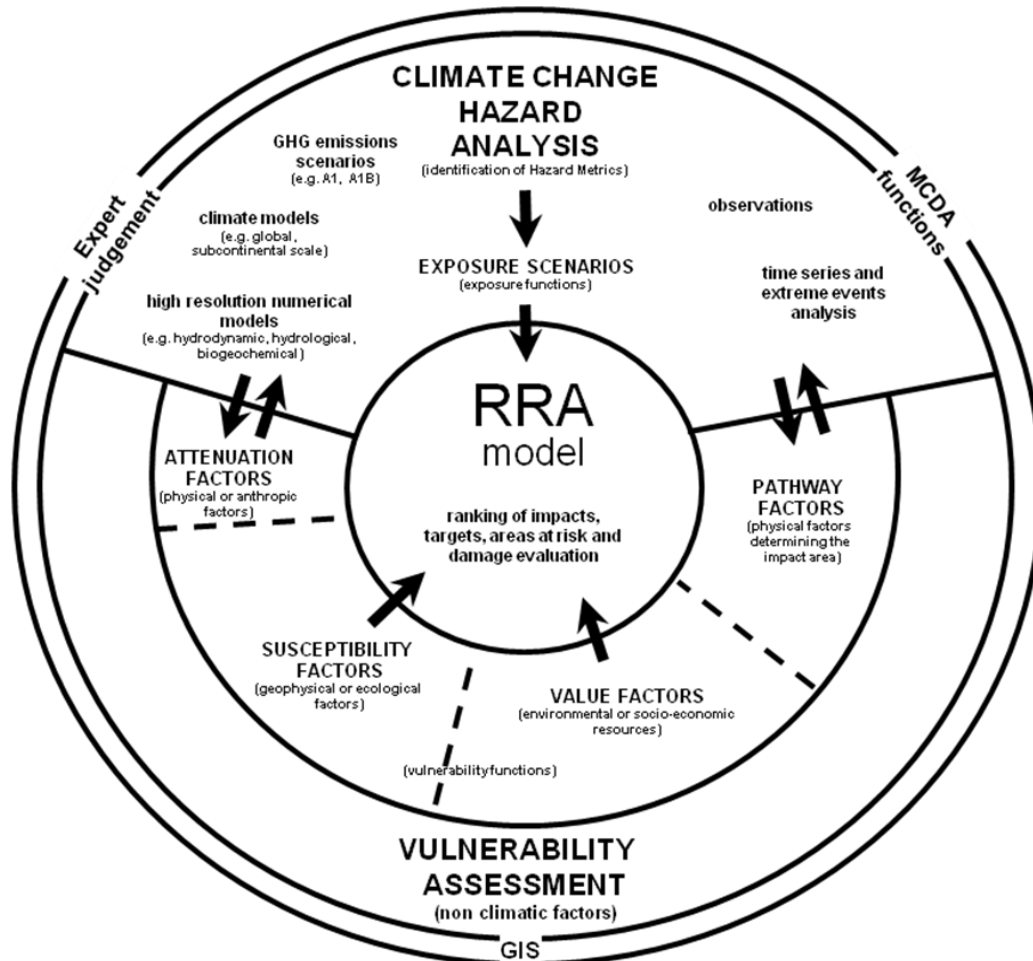 CLIMATE CHANGE
HAZARD
ANALYSIS
(identification of Hazard Metrics)
GHG emissions
scenarios
(e.g. A1, A1B)
climate models
(e.g. global,
subcontinental scale)
high resolution numerical
models
(e.g. hydrodynamic, hydrological,
biogeochemical)
EXPOSURE SCENARIOS
(exposure functions)
observations
time series and
extreme events
analysis
Expert
judgement
MCDA
functions
RRA
model
ranking of impacts,
targets, areas at risk and
damage evaluation
ATTENUATION
FACTORS
(physical or anthropic
factors)
PATHWAY
FACTORS
(physical factors
determining the
impact area)
SUSCEPTIBILITY
FACTORS
(geophysical or ecological
factors)
VALUE FACTORS
(environmental or socio-economic
resources)
(vulnerability functions)
VULNERABILITY
ASSESSMENT
(non climatic factors)
GIS